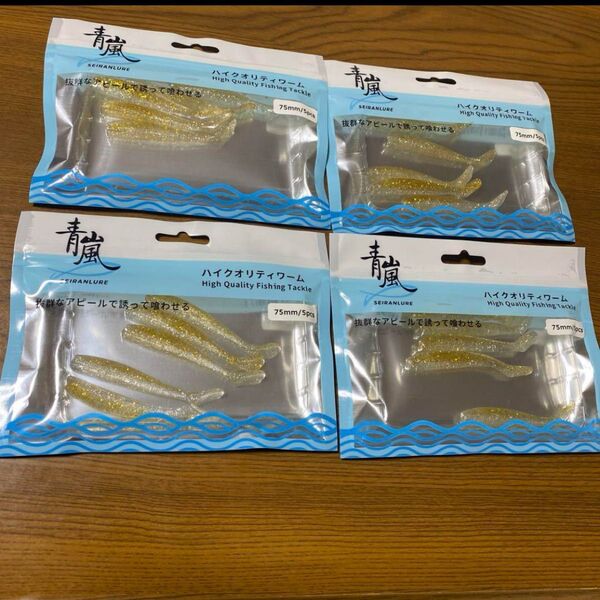 青嵐
SEIRANLURE
ハイクオリティワーム
High Quality Fishing Tackle
抜群なアピールで誘って喰わせる
75mm/5pcs
青嵐
SEIRANLURE
ハイクオリティワーム
High Quality Fishing Tackle
抜群なアピールで誘って喰わせる
75mm/5pcs
青嵐
SEIRANLURE
ハイクオリティワーム
High Quality Fishing Tackle
抜群なアピールで誘って喰わせる
75mm/5pcs
青嵐
SEIRANLURE
ハイクオリティワーム
High Quality Fishing Tackle
抜群なアピールで誘って喰わせる
75mm/5pcs